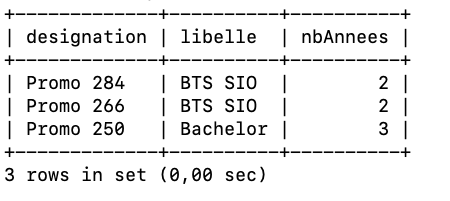 +-------------+----------+----------+
| designation | libelle  | nbAnnees |
+-------------+----------+----------+
| Promo 284   | BTS SIO  |        2 |
| Promo 266   | BTS SIO  |        2 |
| Promo 250   | Bachelor |        3 |
+-------------+----------+----------+
3 rows in set (0,00 sec)